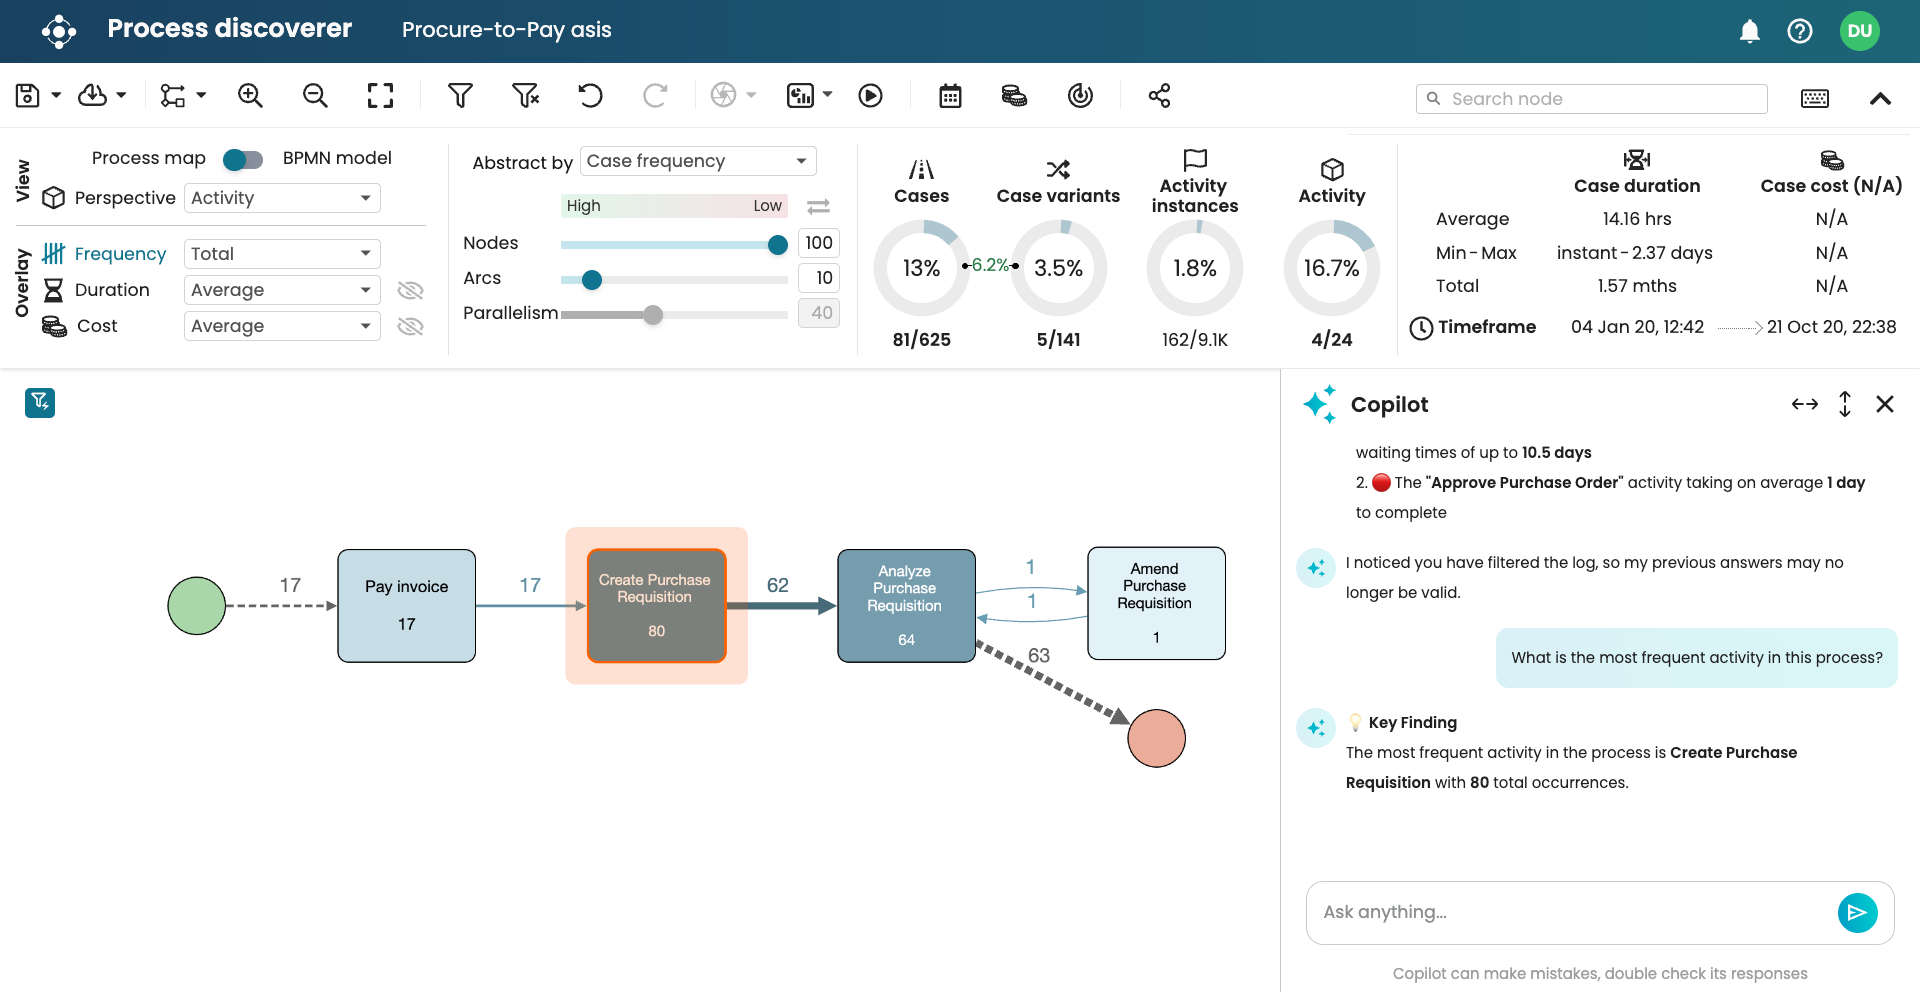 Process discoverer
Procure-to-Pay asis
DU
Search node
View
Process map
BPMN model
Perspective
Activity
Overlay
Frequency
Total
Duration
Average
Cost
Average
Abstract by
Case frequency
High
Low
Nodes
100
Arcs
10
Parallelism
40
Cases
13%
81/625
6.2%
Case variants
3.5%
5/141
Activity
instances
1.8%
162/9.1K
Activity
16.7%
4/24
Case duration
Case cost (N/A)
Average
14.16 hrs
N/A
Min - Max
instant - 2.37 days
N/A
Total
1.57 mths
N/A
Timeframe
04 Jan 20, 12:42
21 Oct 20, 22:38
17
Pay invoice
17
17
Create Purchase
Requisition
80
62
Analyze
Purchase
Requisition
64
1
1
Amend
Purchase
Requisition
1
63
Copilot
waiting times of up to 10.5 days
2. 🔴 The "Approve Purchase Order" activity taking on average 1 day
to complete
I noticed you have filtered the log, so my previous answers may no
longer be valid.
What is the most frequent activity in this process?
💡 Key Finding
The most frequent activity in the process is Create Purchase
Requisition with 80 total occurrences.
Ask anything...
Copilot can make mistakes, double check its responses